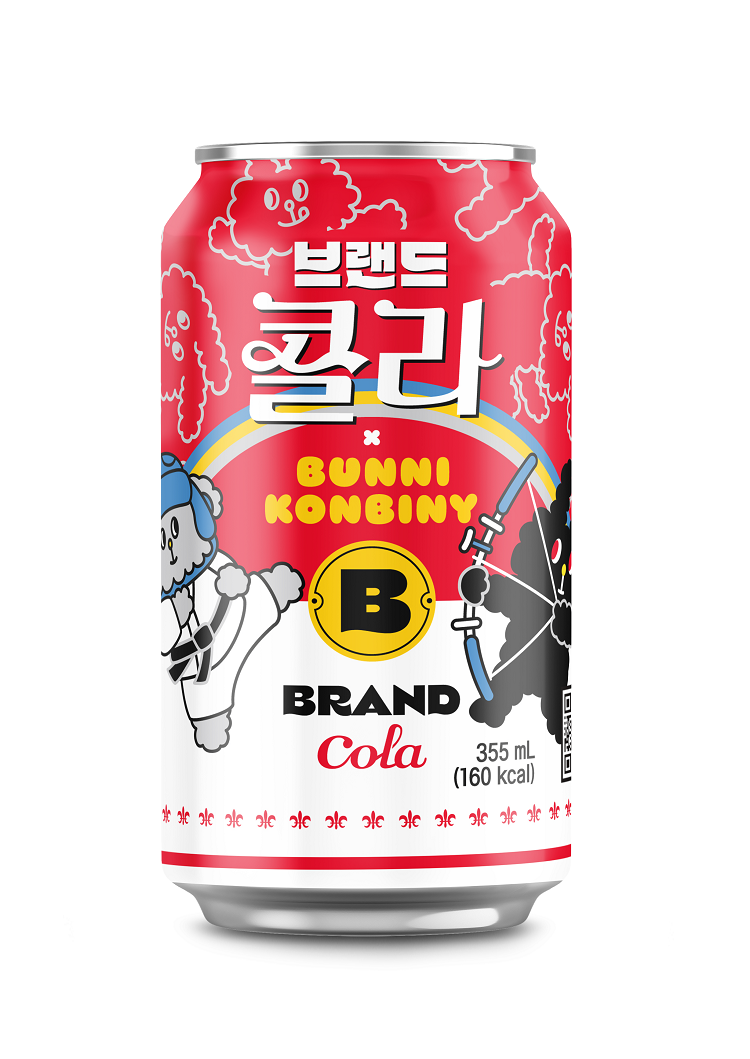 브랜드
콜라
×
BUNNI
KONBINY
B
BRAND
Cola
355 mL
(160 kcal)